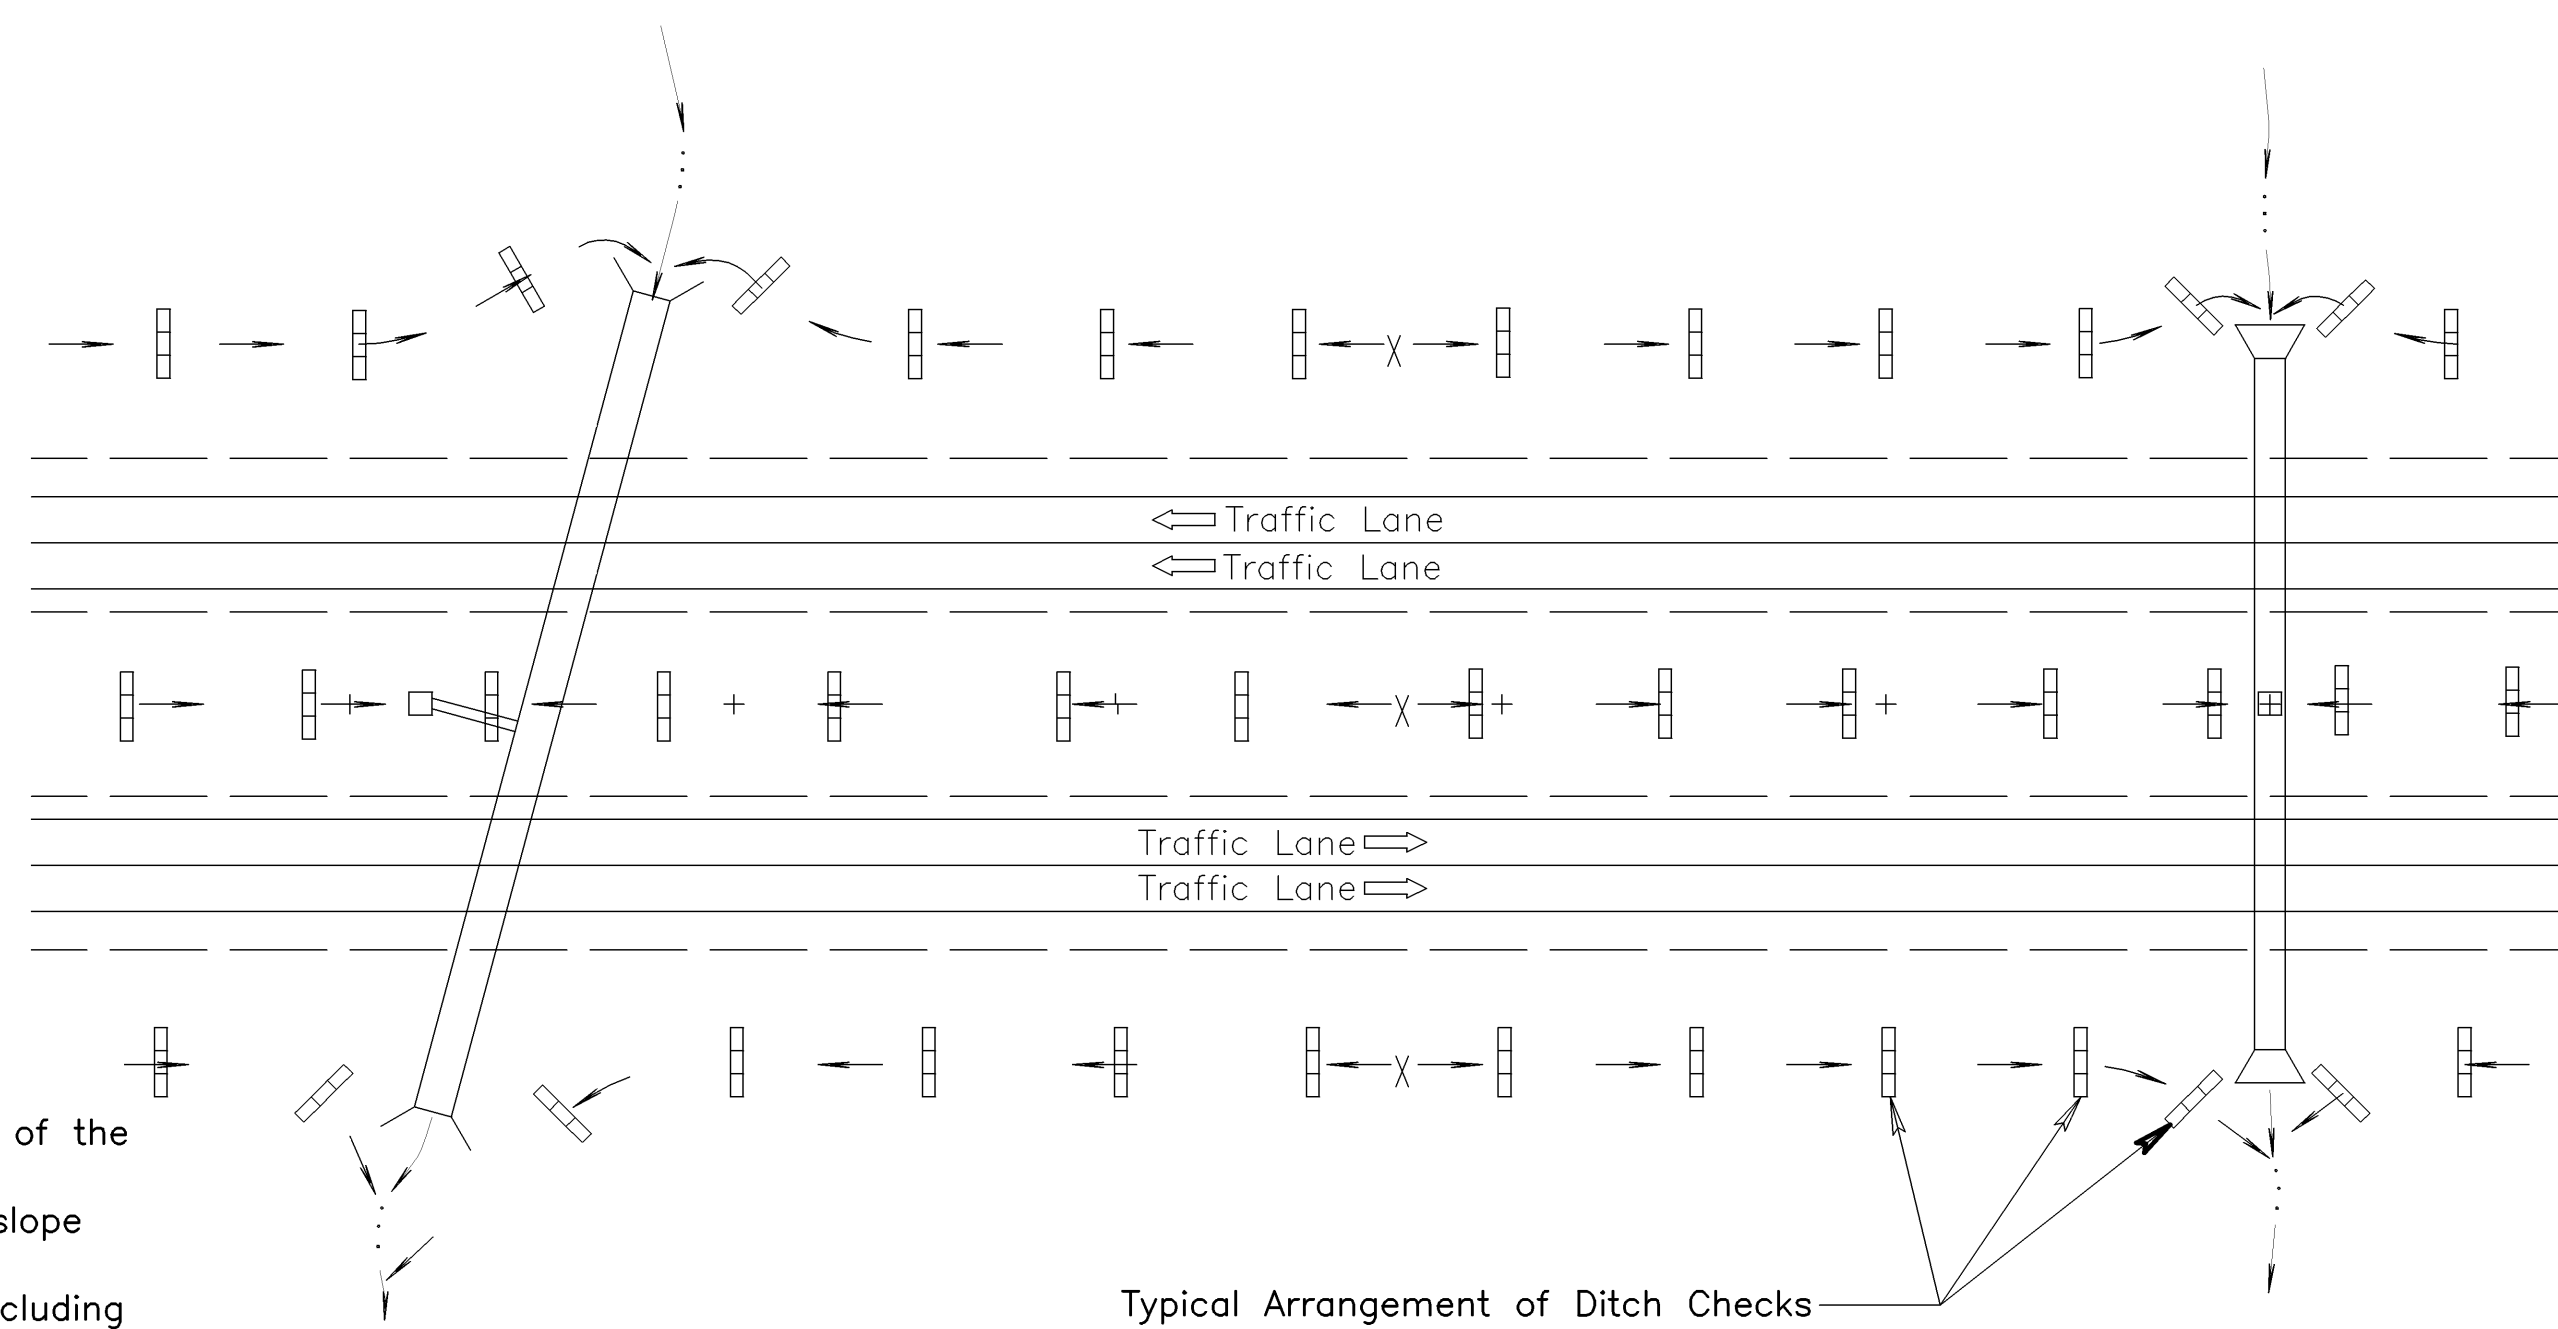 Traffic Lane
Traffic Lane
Traffic Lane
Traffic Lane
of the
slope
cluding
Typical Arrangement of Ditch Checks